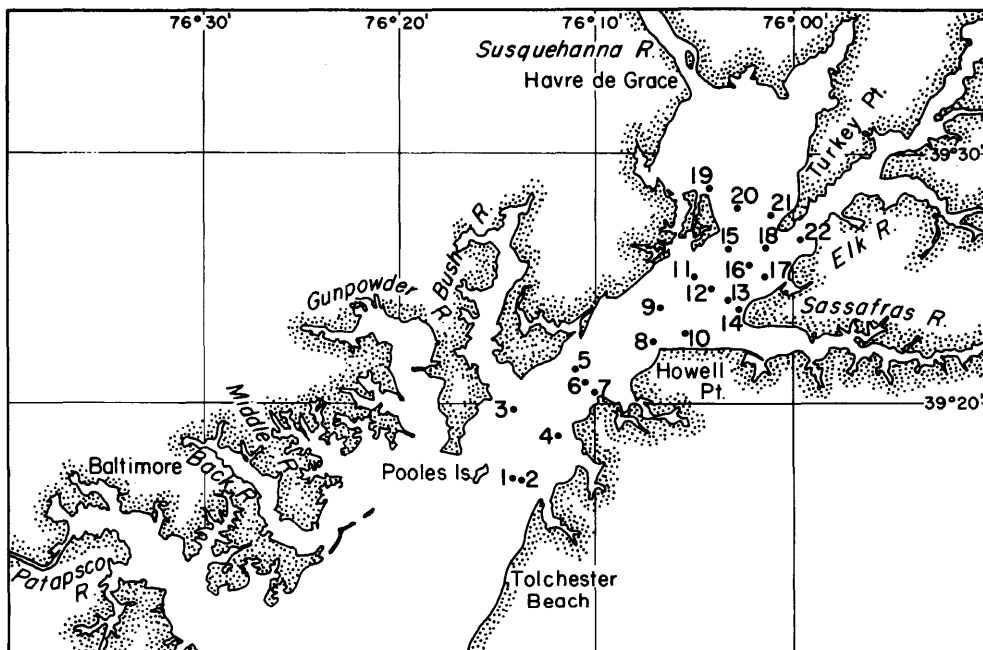 76°30'
76°20'
76°10'
76°00'
Susquehanna R.
Havre de Grace
Turkey Pt.
39°30
19
20
21
22
15
18
Elk R.
16
17
11
12
13
14
Sassafras R.
9
8
10
Howell
Pt.
Bush R.
Gunpowder R
5
6
7
3
4
39°20'
Middle R
Pooles Is.
1
2
Baltimore
Back R
Patapsco
R
Tolchester
Beach